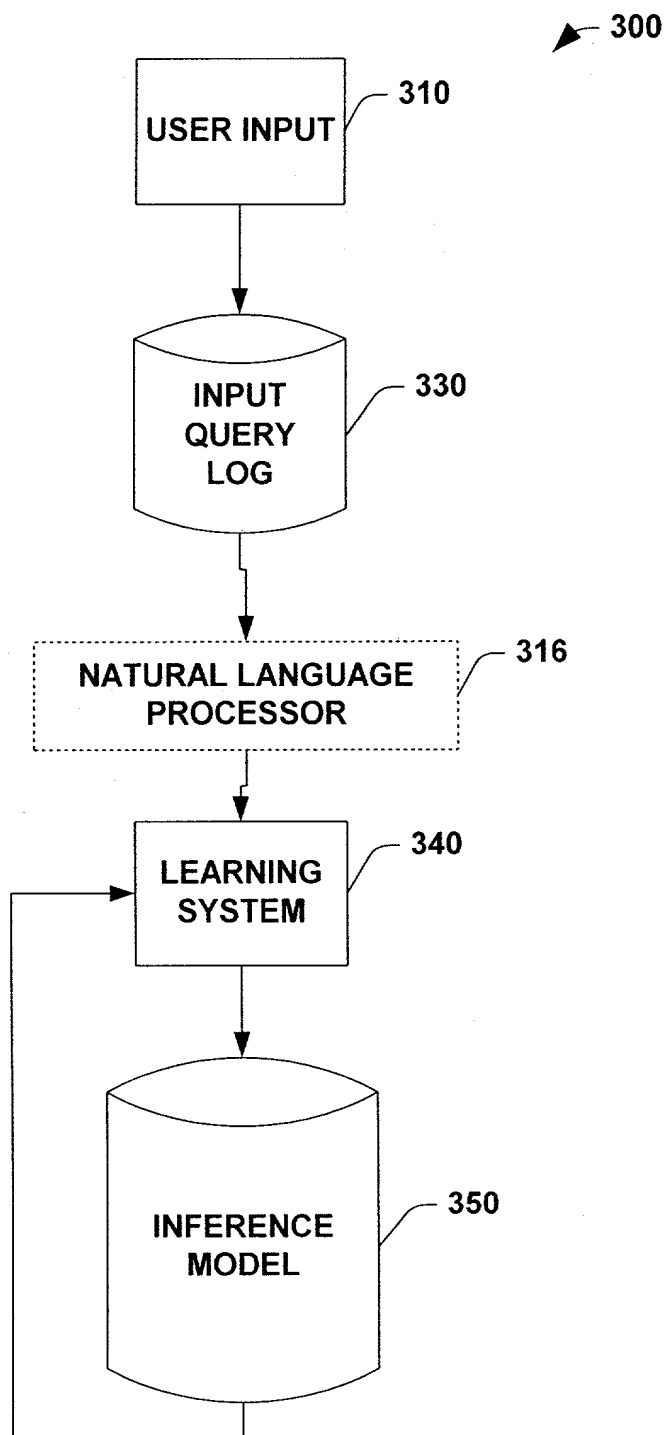 300
310
USER INPUT
330
INPUT
QUERY
LOG
316
NATURAL LANGUAGE
PROCESSOR
340
LEARNING
SYSTEM
350
INFERENCE
MODEL